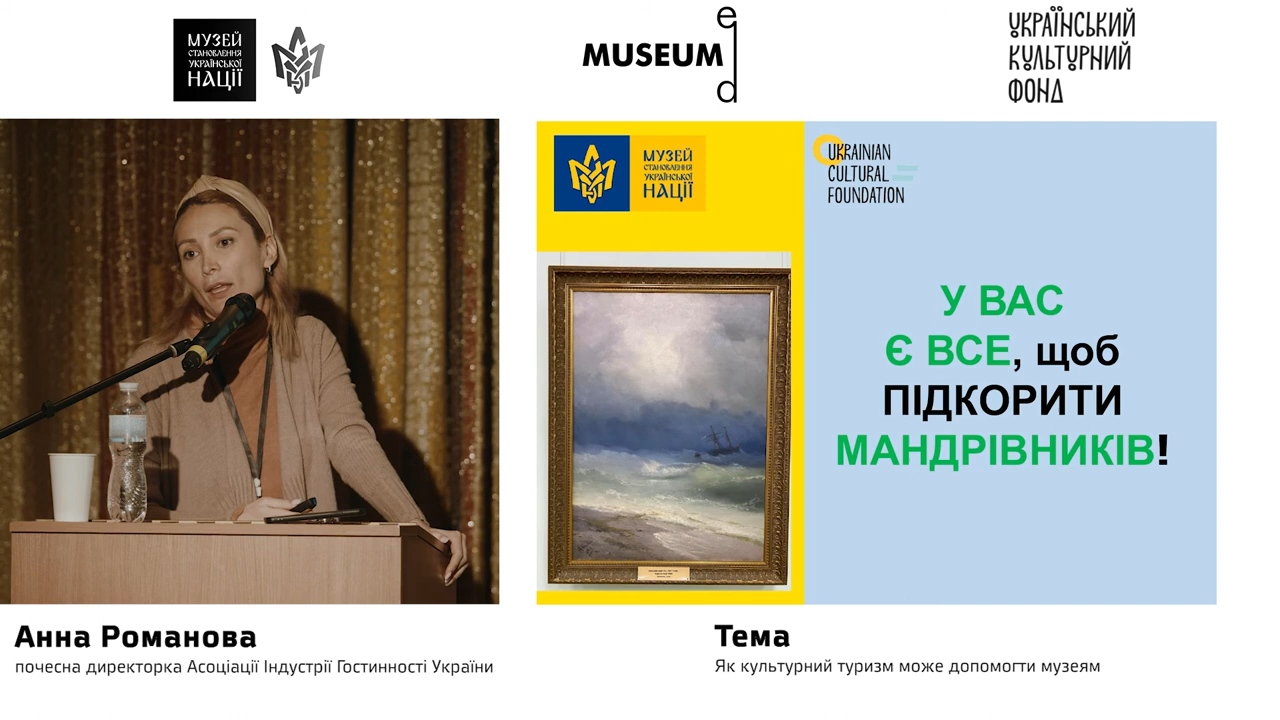 МУЗЕЙ
СТАНОВЛЕННЯ
УКРАЇНСЬКОЇ
НАЦІЇ
MUSEUM
ed
УКРАЇНСЬКИЙ
КУЛЬТУРНИЙ
ФОНД
МУЗЕЙ
СТАНОВЛЕННЯ
УКРАЇНСЬКОЇ
НАЦІЇ
UKRAINIAN
CULTURAL
FOUNDATION
У ВАС
Є ВСЕ, щоб
ПІДКОРИТИ
МАНДРІВНИКІВ!
Анна Романова
почесна директорка Асоціації Індустрії Гостинності України
Тема
Як культурний туризм може допомогти музеям